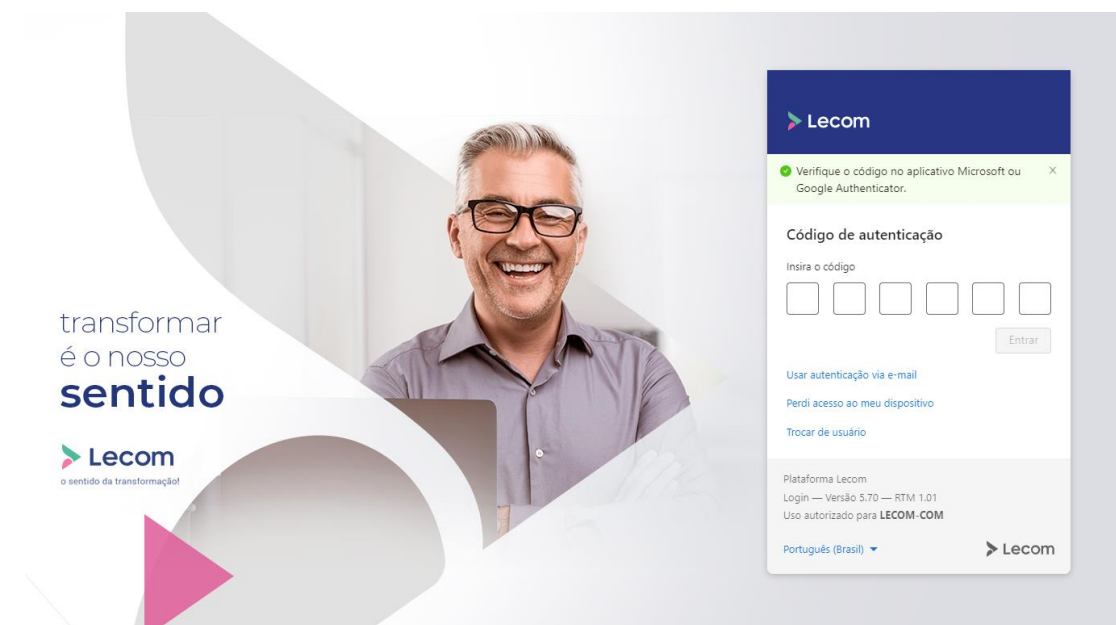 transformar
é o nosso
sentido
Lecom
o sentido da transformação!
Lecom
Verifique o código no aplicativo Microsoft ou
Google Authenticator.
Código de autenticação
Insira o código
Entrar
Usar autenticação via e-mail
Perdi acesso ao meu dispositivo
Trocar de usuário
Plataforma Lecom
Login — Versão 5.70 — RTM 1.01
Uso autorizado para LECOM-COM
Português (Brasil)
Lecom